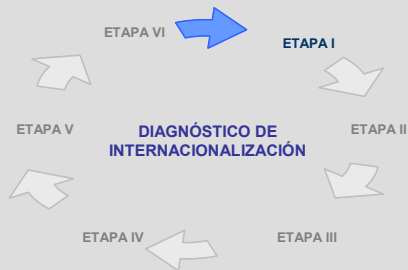 ETAPA VI
ETAPA I
ETAPA V
DIAGNÓSTICO DE
INTERNACIONALIZACIÓN
ETAPA II
ETAPA IV
ETAPA III